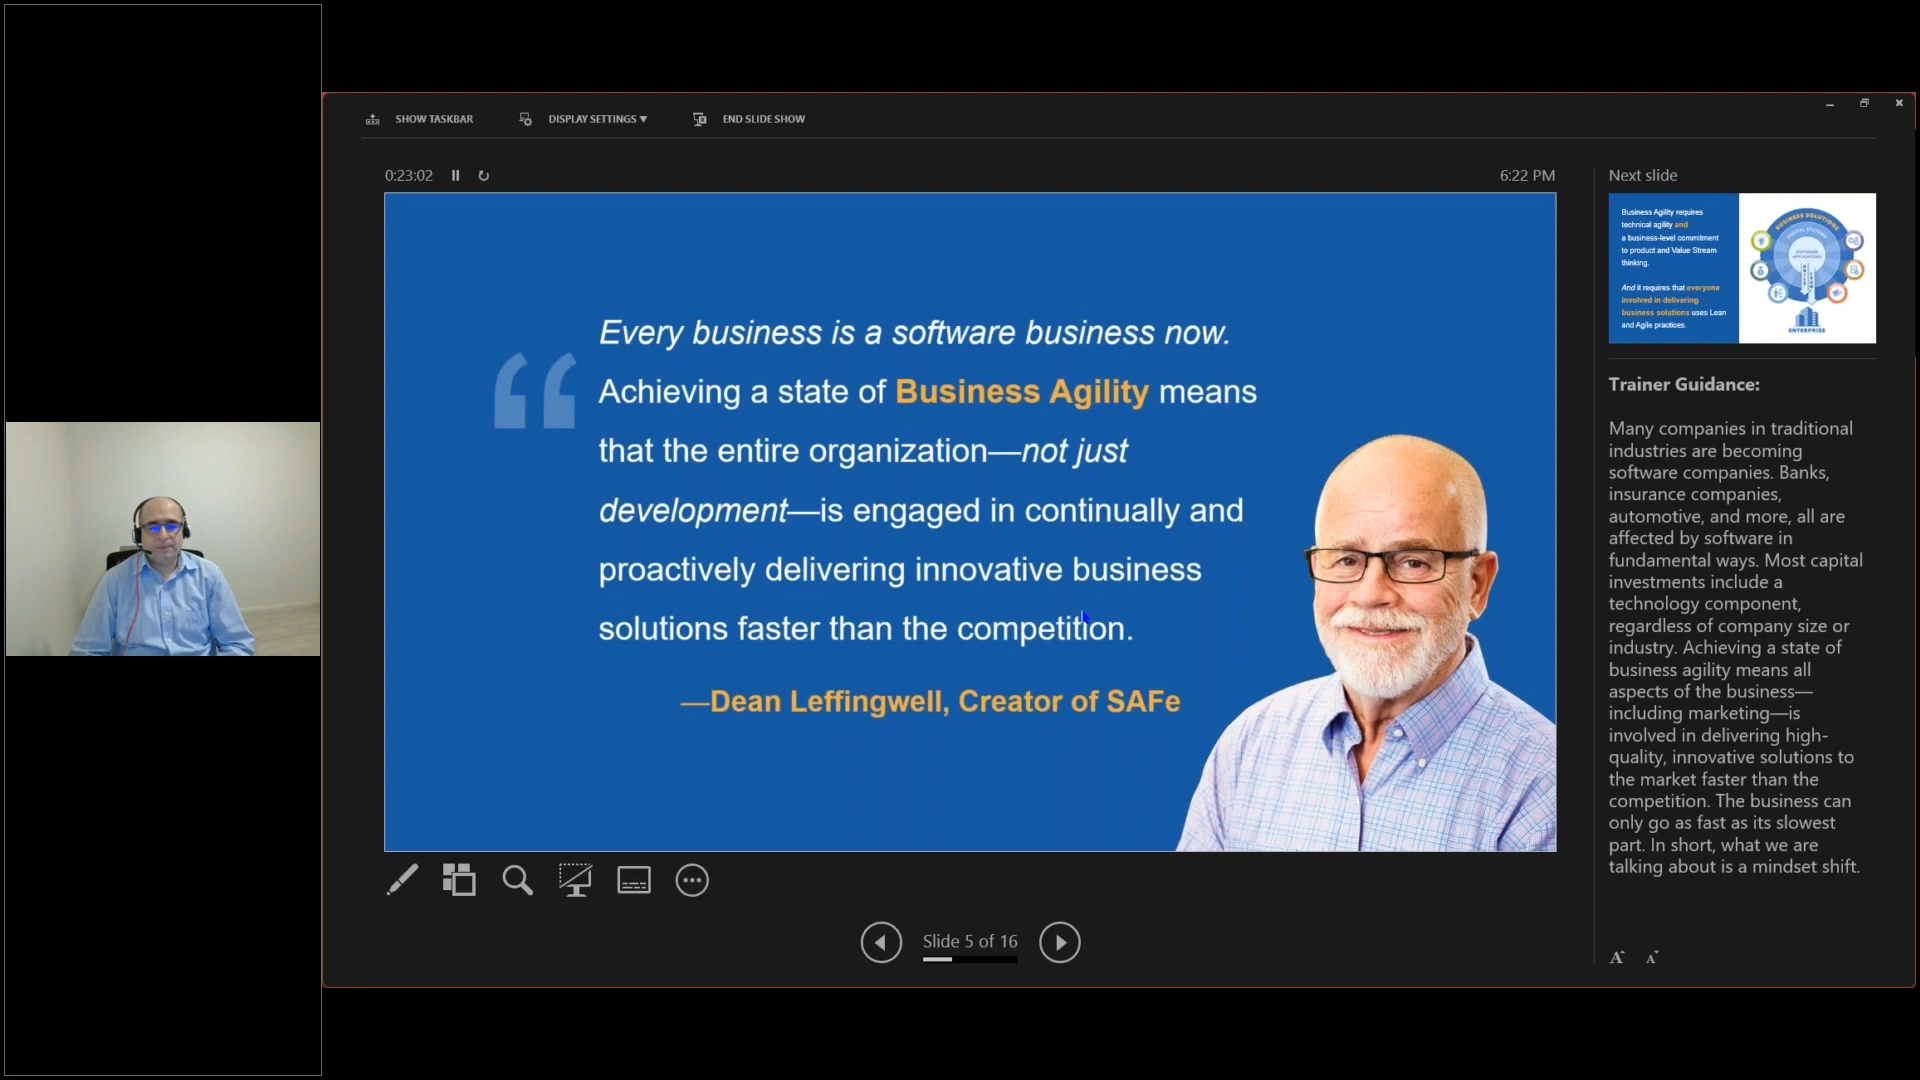 SHOW TASKBAR DISPLAY SETTINGS ▾ END SLIDE SHOW
0:23:02
6:22 PM
Every business is a software business now.
Achieving a state of Business Agility means
that the entire organization—not just
development—is engaged in continually and
proactively delivering innovative business
solutions faster than the competition.
—Dean Leffingwell, Creator of SAFe
Slide 5 of 16
Next slide
Business Agility requires
technical agility and
a business-level commitment
to product and Value Stream
thinking.
And it requires that everyone
involved in delivering
business solutions uses Lean
and Agile practices.
BUSINESS SOLUTIONS
DIGITAL SYSTEMS
SOFTWARE
APPLICATIONS
ENTERPRISE
Trainer Guidance:
Many companies in traditional
industries are becoming
software companies. Banks,
insurance companies,
automotive, and more, all are
affected by software in
fundamental ways. Most capital
investments include a
technology component,
regardless of company size or
industry. Achieving a state of
business agility means all
aspects of the business—
including marketing—is
involved in delivering high-
quality, innovative solutions to
the market faster than the
competition. The business can
only go as fast as its slowest
part. In short, what we are
talking about is a mindset shift.
A A